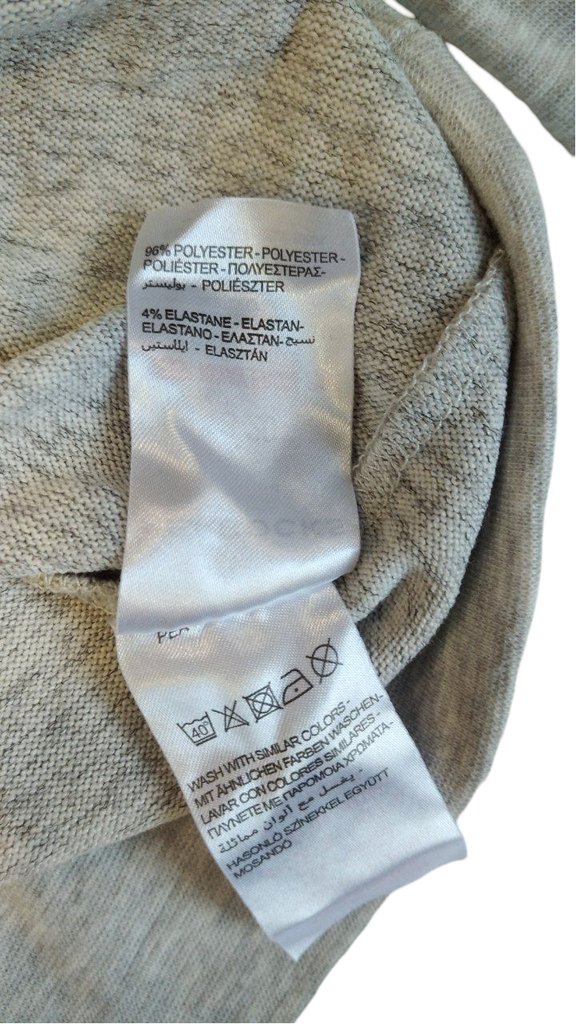 96% POLYESTER - POLYESTER -
POLIÉSTER - ΠΟΛΥΕΣΤΕΡΑΣ-
بوليستر - POLIÉSZTER
4% ELASTANE - ELASTAN-
ELASTANO - ΕΛΑΣΤΑΝ- نسيج
ايلاستين - ELASZTÁN
40°
WASH WITH SIMILAR COLORS -
MIT ÄHNLICHEN FARBEN WASCHEN-
LAVAR CON COLORES SIMILARES -
ΠΛΥΝΕΤΕ ΜΕ ΠΑΡΟΜΟΙΑ ΧΡΩΜΑΤΑ -
يغسل مع ألوان مماثلة -
HASONLÓ SZÍNEKKEL EGYÜTT
MOSANDÓ